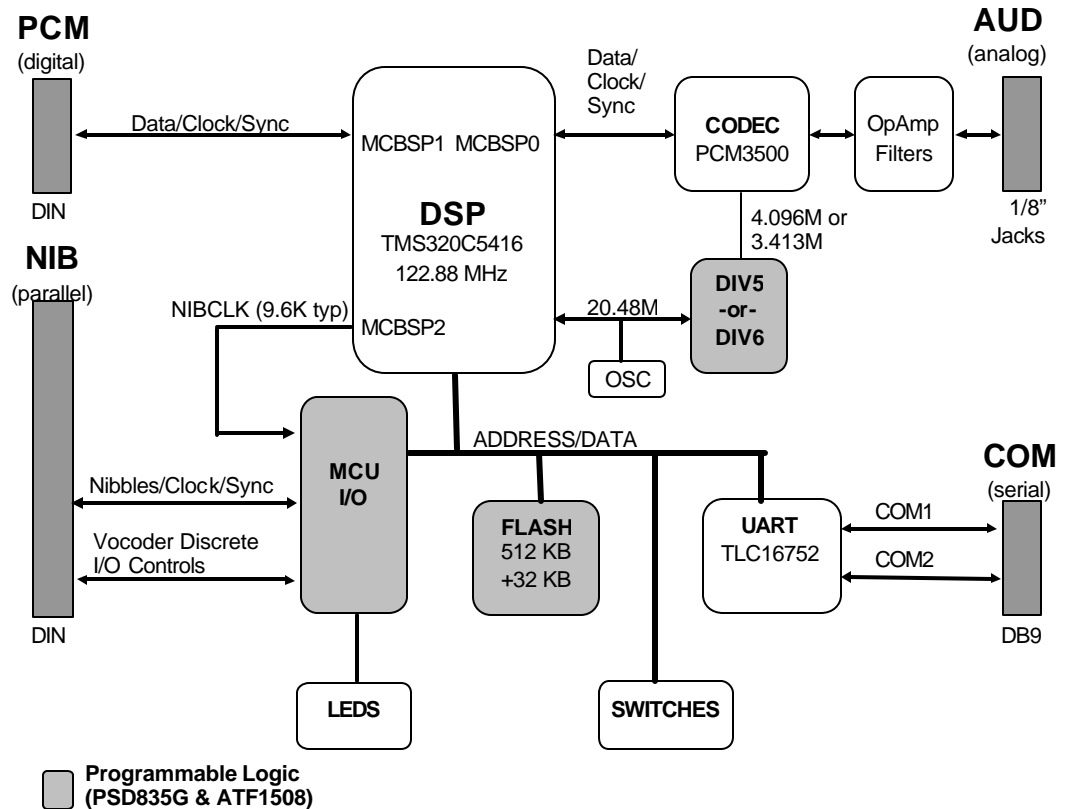 PCM
(digital)
DIN
Data/Clock/Sync
MCBSP1 MCBSP0
DSP
TMS320C5416
122.88 MHz
MCBSP2
Data/
Clock/
Sync
CODEC
PCM3500
OpAmp
Filters
AUD
(analog)
1/8”
Jacks
4.096M or
3.413M
DIV5
-or-
DIV6
20.48M
OSC
NIB
(parallel)
DIN
NIBCLK (9.6K typ)
Nibbles/Clock/Sync
Vocoder Discrete
I/O Controls
MCU
I/O
ADDRESS/DATA
FLASH
512 KB
+32 KB
UART
TLC16752
COM1
COM2
COM
(serial)
DB9
LEDS
SWITCHES
Programmable Logic
(PSD835G & ATF1508)